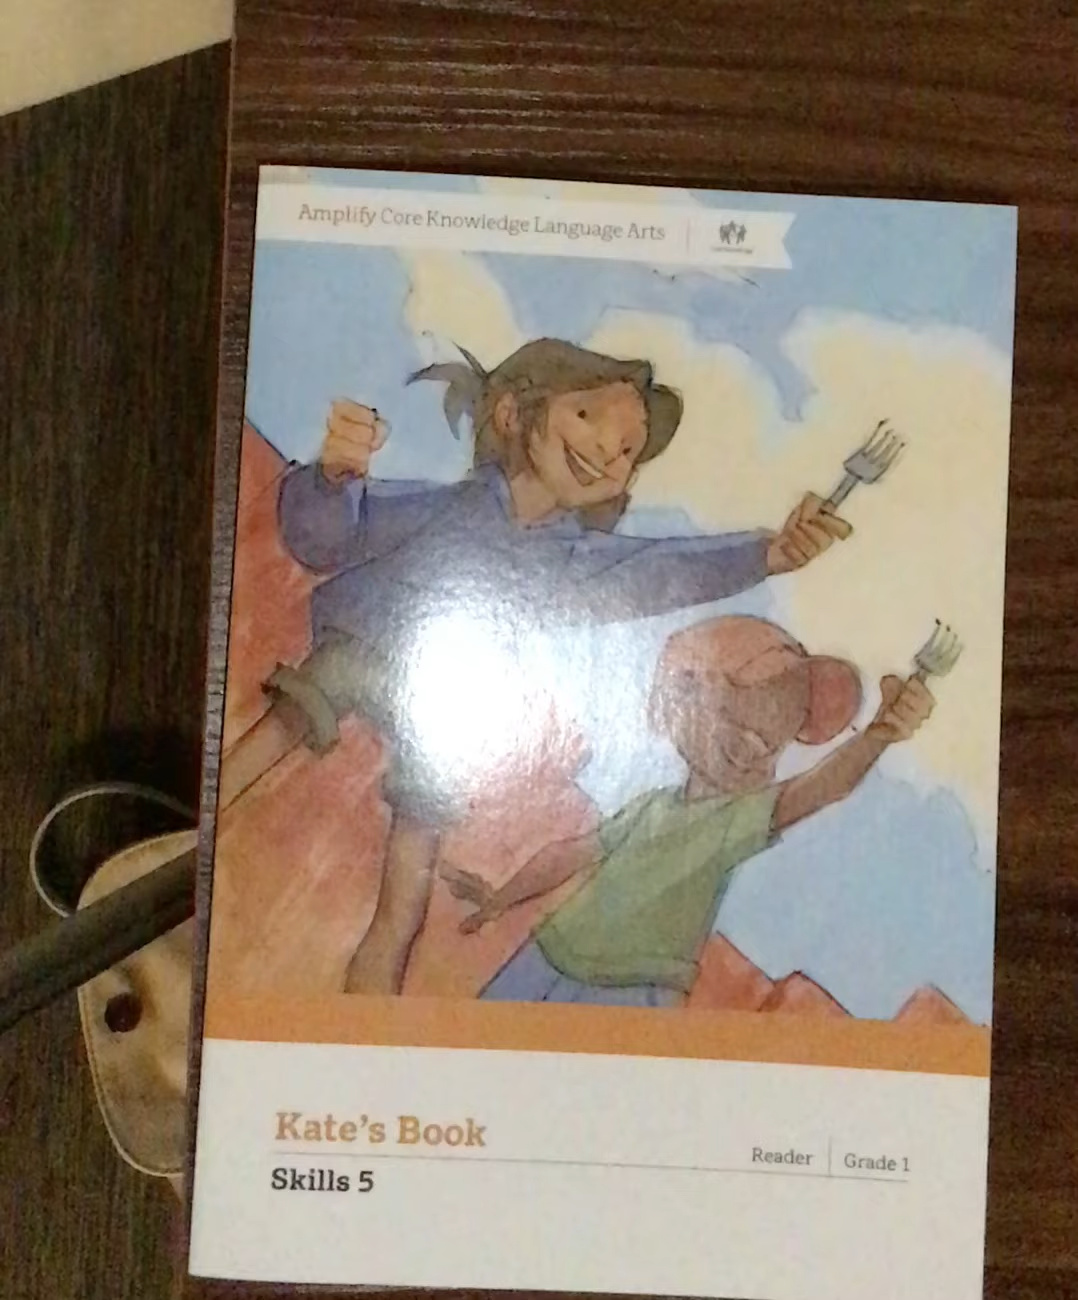 Amplify Core Knowledge Language Arts
Kate's Book
Skills 5
Reader
Grade 1